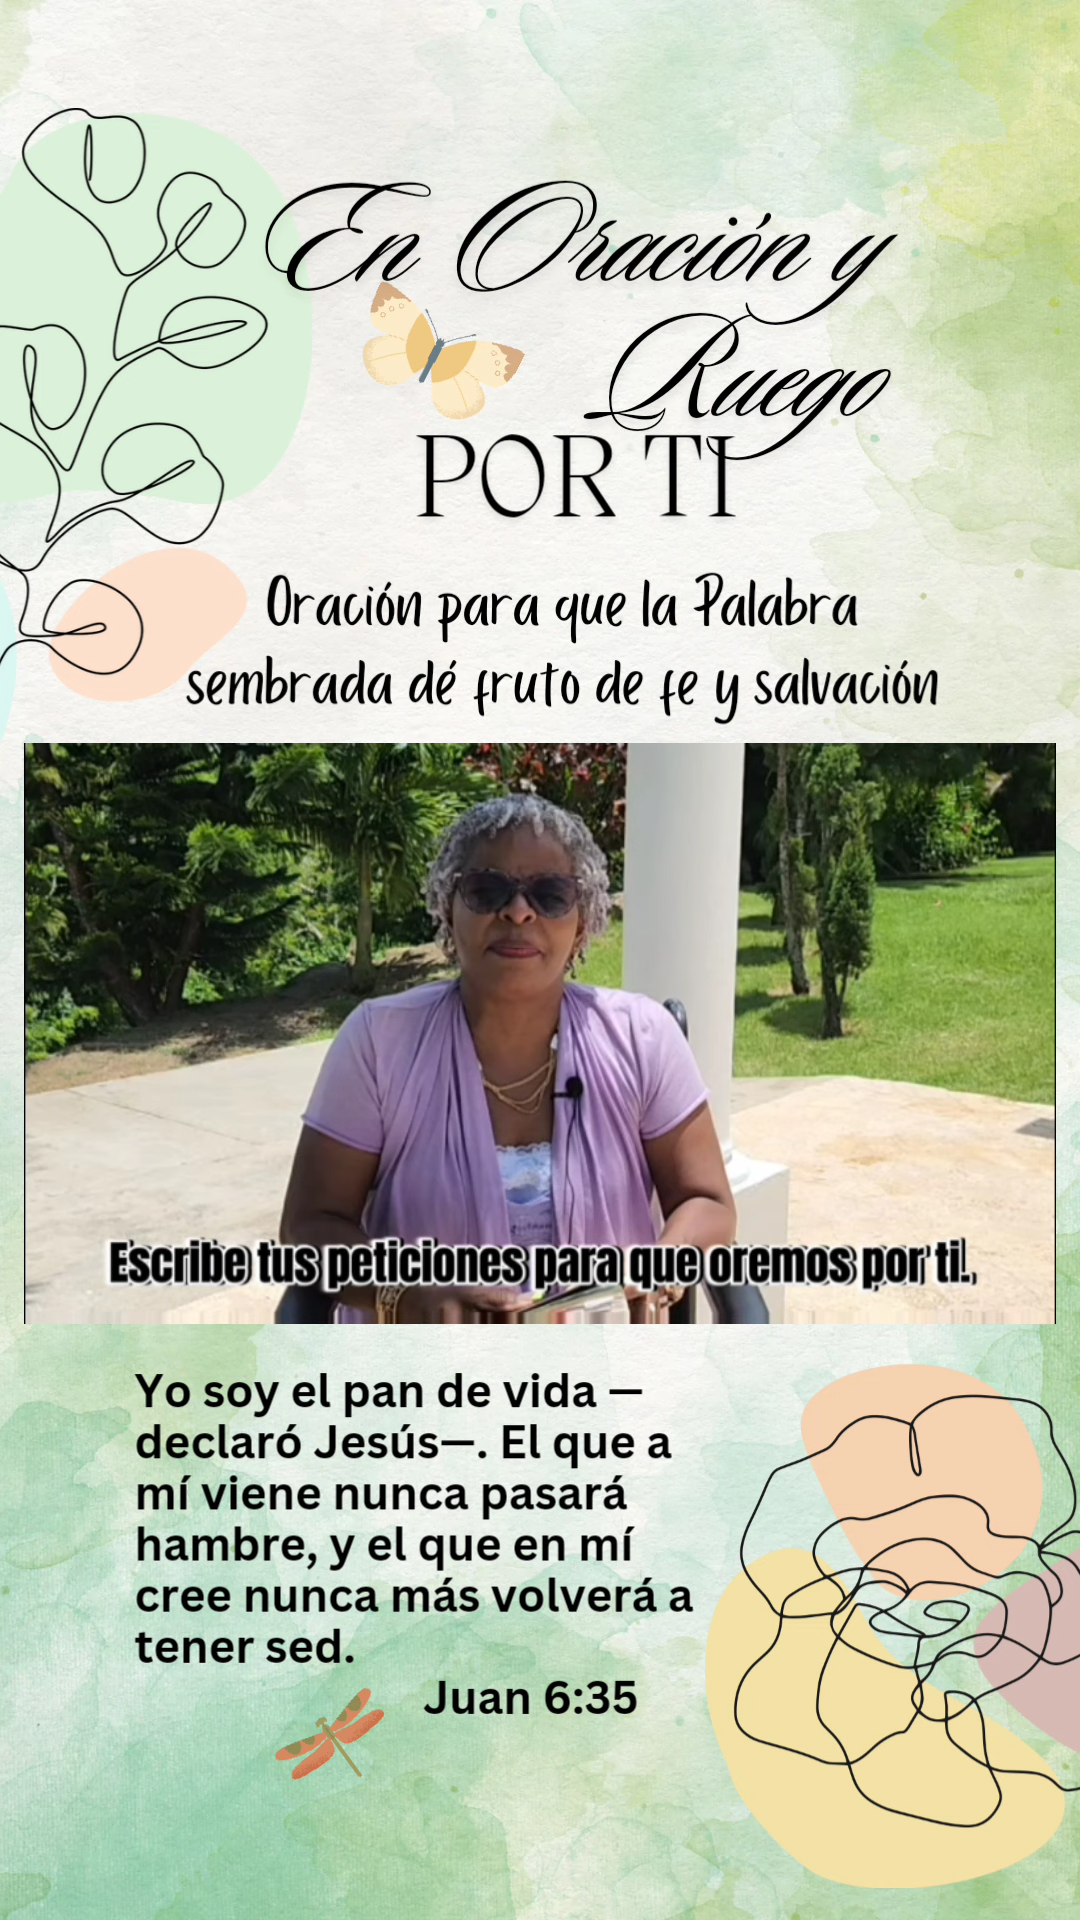 En Oración y
Ruego
POR TI
Oración para que la Palabra
sembrada dé fruto de fe y salvación
Escribe tus peticiones para que oremos por ti.
Yo soy el pan de vida —
declaró Jesús—. El que a
mí viene nunca pasará
hambre, y el que en mí
cree nunca más volverá a
tener sed.
Juan 6:35